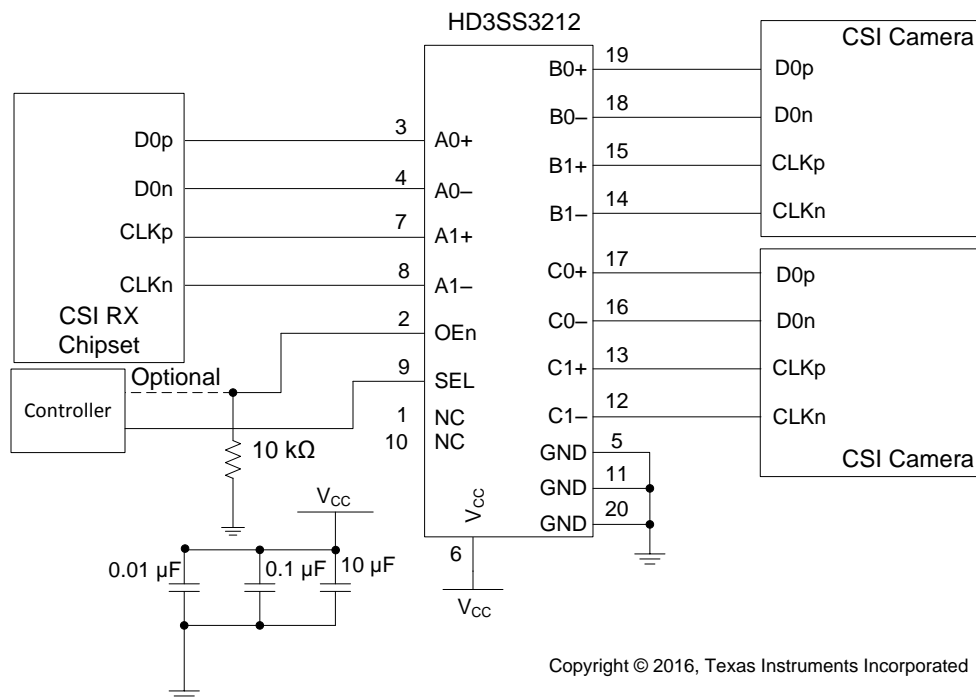 HD3SS3212
CSI RX
Chipset
D0p
D0n
CLKp
CLKn
3
4
7
8
2
9
1
10
A0+
A0–
A1+
A1–
OEn
SEL
NC
NC
B0+
B0–
B1+
B1–
C0+
C0–
C1+
C1–
GND
GND
GND
19
18
15
14
17
16
13
12
5
11
20
CSI Camera
D0p
D0n
CLKp
CLKn
D0p
D0n
CLKp
CLKn
CSI Camera
Controller
Optional
10 kΩ
VCC
0.01 µF
0.1 µF
10 µF
VCC
6
VCC
Copyright © 2016, Texas Instruments Incorporated